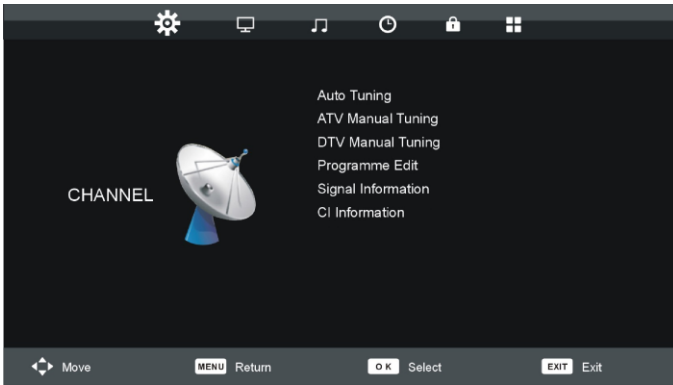 Auto Tuning
ATV Manual Tuning
DTV Manual Tuning
Programme Edit
Signal Information
CI Information
CHANNEL
Move
MENU Return
OK Select
EXIT Exit